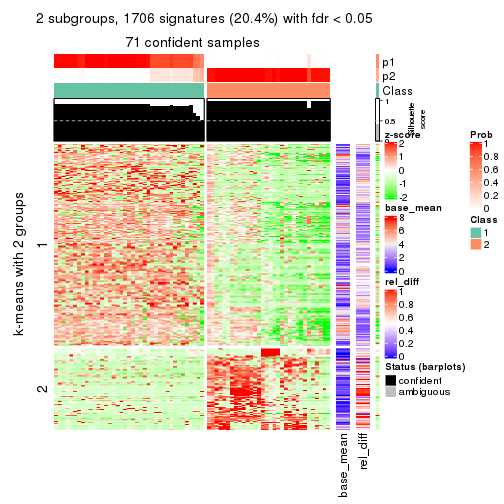 2 subgroups, 1706 signatures (20.4%) with fdr < 0.05
71 confident samples
p1
p2
Class
1
0.5
0
Silhouette
score
k-means with 2 groups
1
2
z-score
2
1
0
-1
-2
base_mean
8
6
4
2
0
rel_diff
1
0.8
0.6
0.4
0.2
0
Status (barplots)
confident
ambiguous
Prob
1
0.8
0.6
0.4
0.2
0
Class
1
2
base_mean
rel_diff